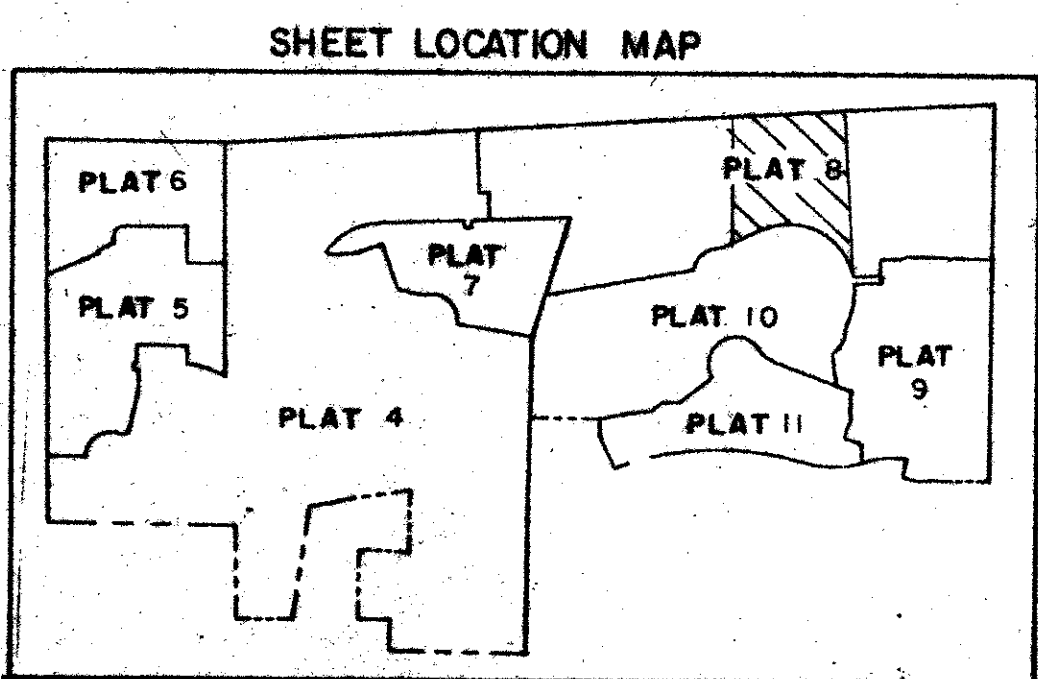 SHEET LOCATION MAP
PLAT 6
PLAT 8
PLAT
7
PLAT 5
PLAT 10
PLAT
9
PLAT 4
PLAT 11